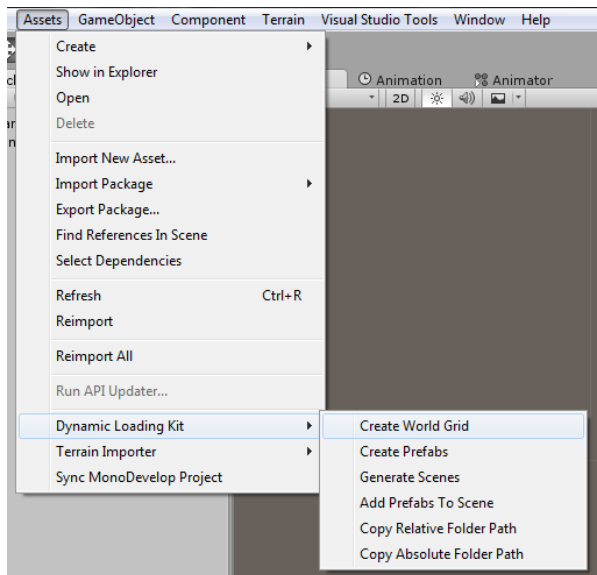 Assets GameObject Component Terrain Visual Studio Tools Window Help
Create
Show in Explorer
Animation Animator
Open
2D
Delete
Import New Asset...
Import Package
Export Package...
Find References In Scene
Select Dependencies
Refresh Ctrl+R
Reimport
Reimport All
Run API Updater...
Dynamic Loading Kit
Create World Grid
Terrain Importer
Create Prefabs
Sync MonoDevelop Project
Generate Scenes
Add Prefabs To Scene
Copy Relative Folder Path
Copy Absolute Folder Path